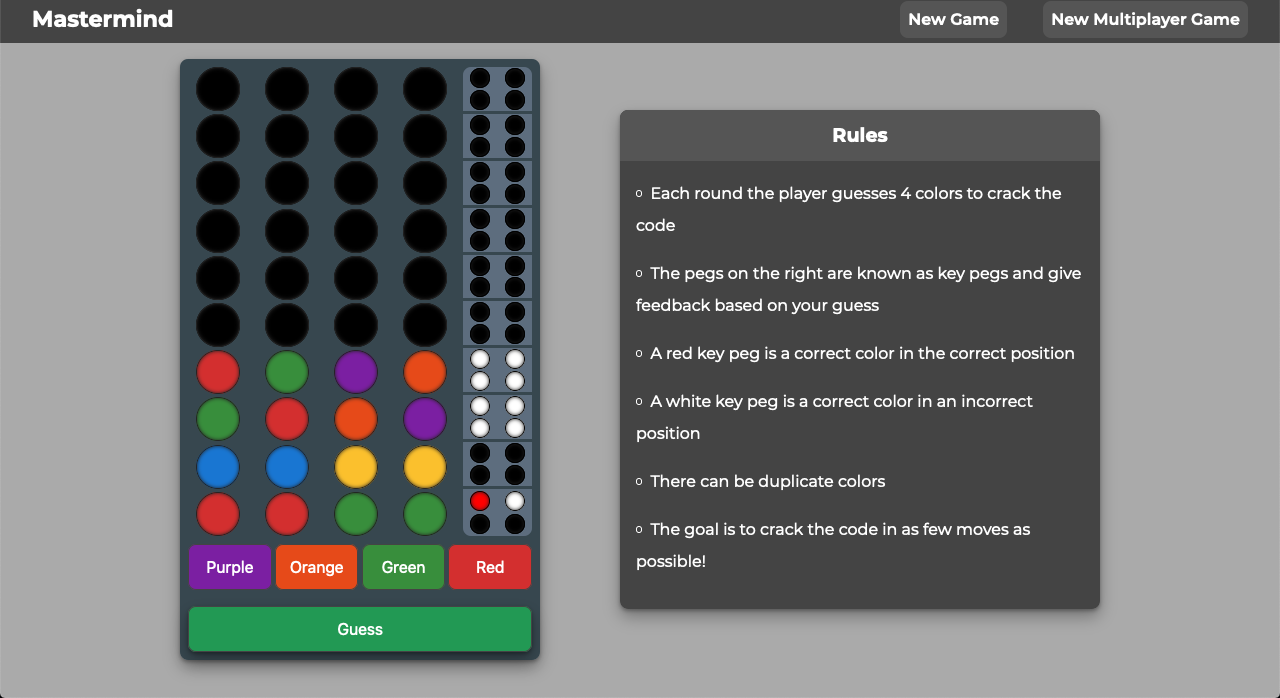 Mastermind
New Game
New Multiplayer Game
Rules
o Each round the player guesses 4 colors to crack the
code
o The pegs on the right are known as key pegs and give
feedback based on your guess
o A red key peg is a correct color in the correct position
o A white key peg is a correct color in an incorrect
position
o There can be duplicate colors
o The goal is to crack the code in as few moves as
possible!
Purple
Orange
Green
Red
Guess